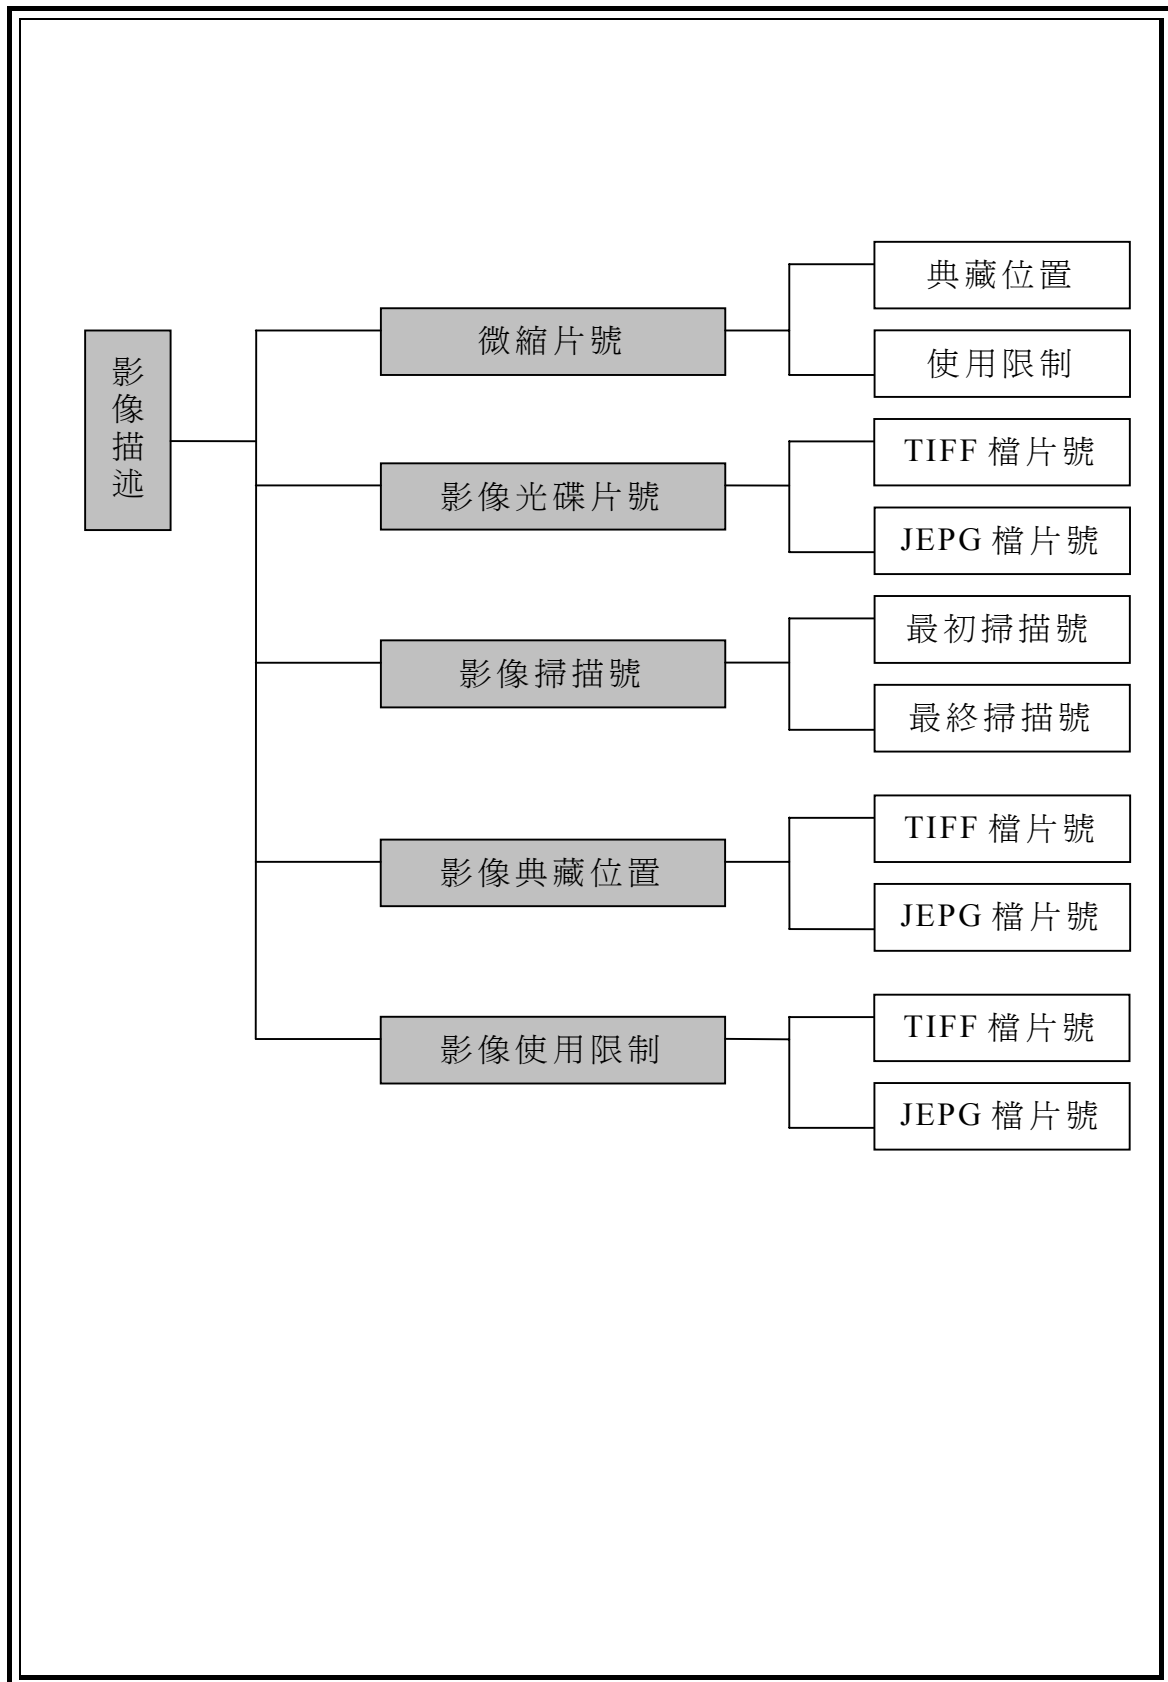 影像描述
微縮片號
典藏位置
使用限制
影像光碟片號
TIFF 檔片號
JEPG 檔片號
影像掃描號
最初掃描號
最終掃描號
影像典藏位置
TIFF 檔片號
JEPG 檔片號
影像使用限制
TIFF 檔片號
JEPG 檔片號